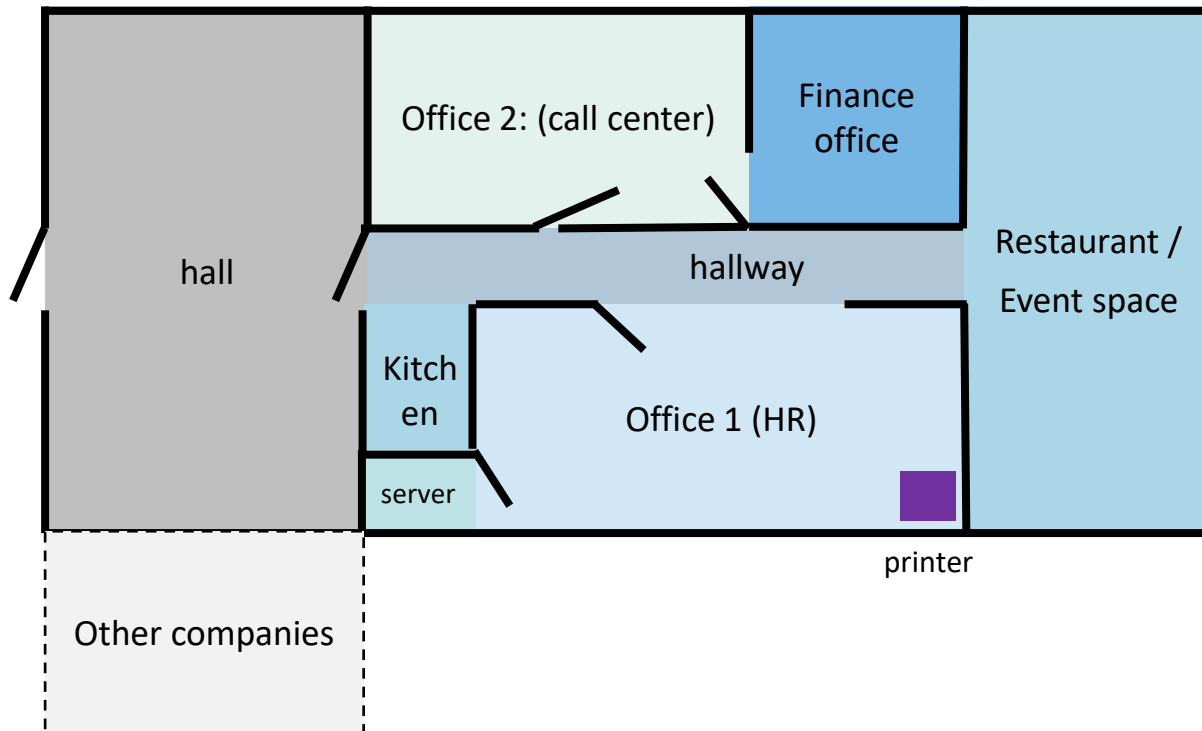 Office 2: (call center)
Finance
office
hall
hallway
Restaurant /
Event space
Kitch
en
Office 1 (HR)
server
printer
Other companies